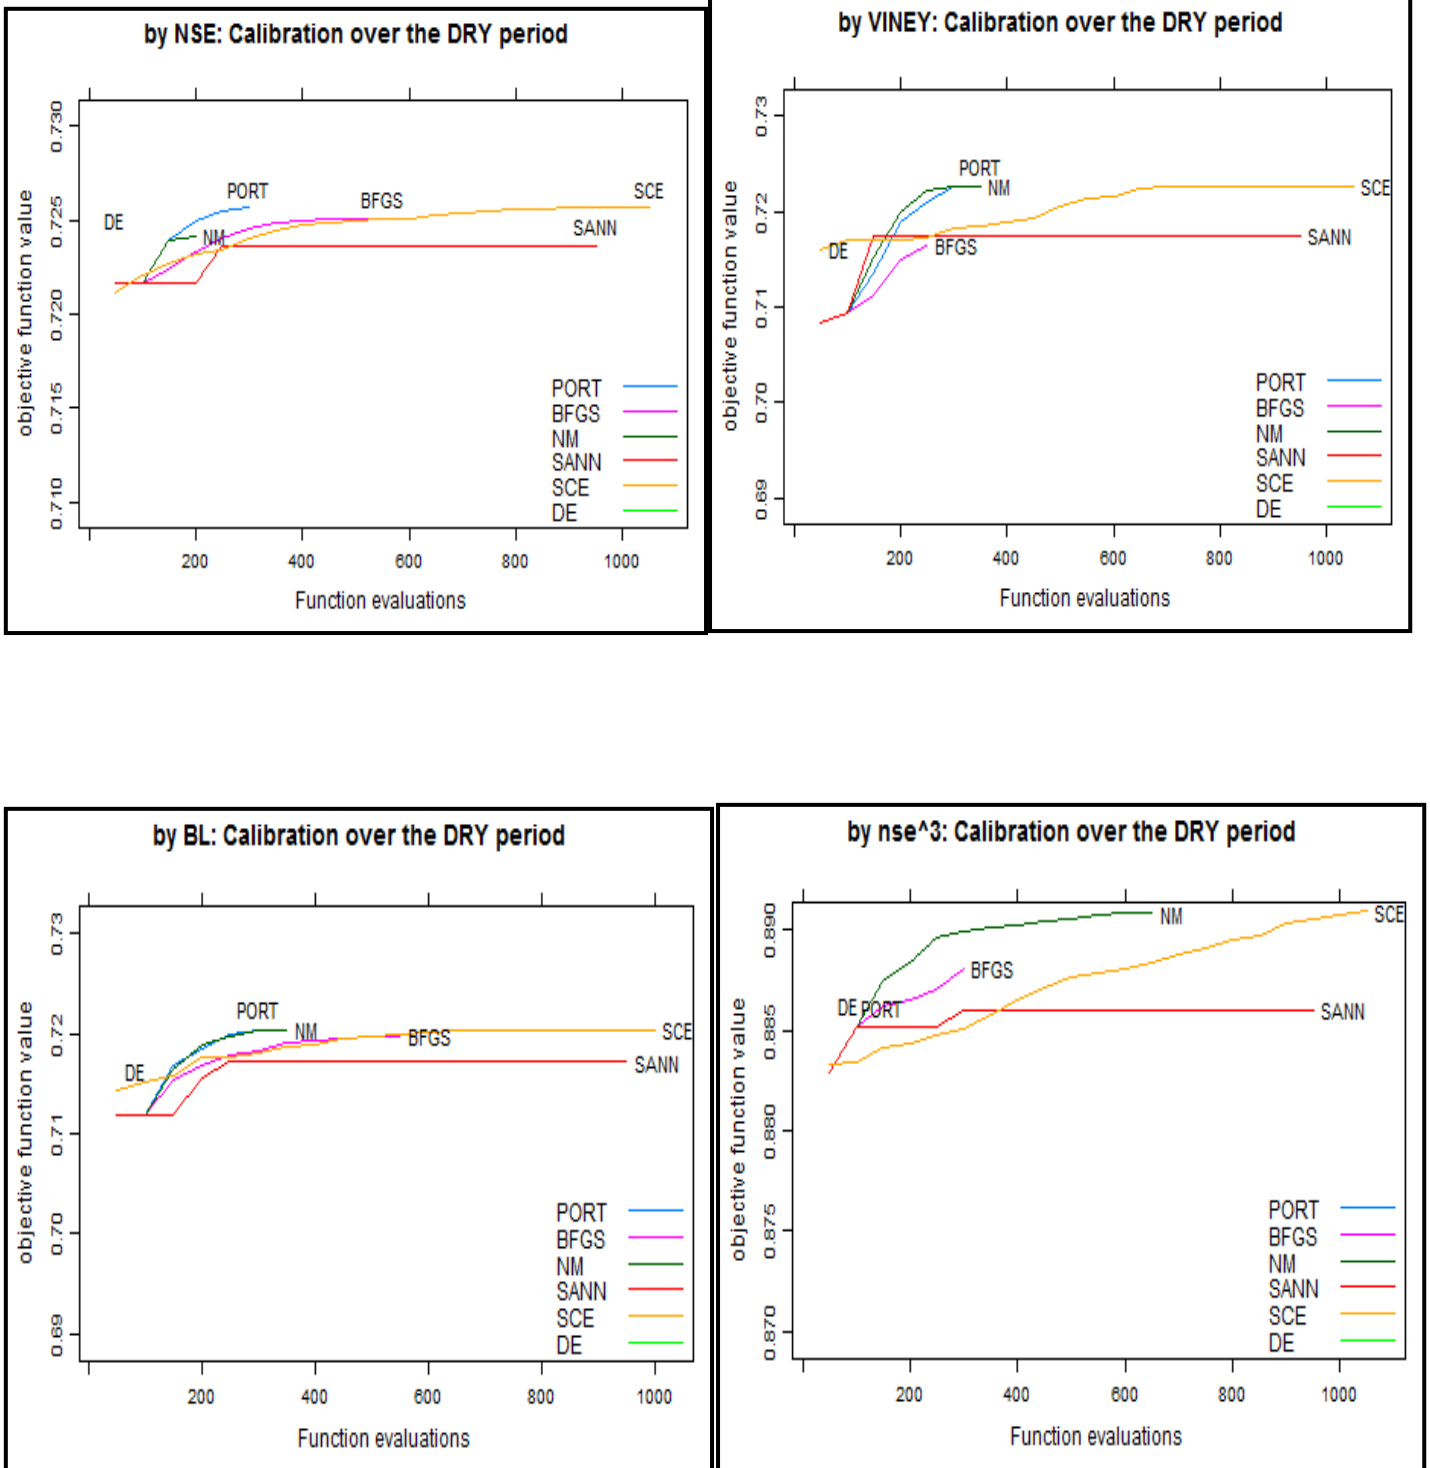 by NSE: Calibration over the DRY period
objective function value
0.730
0.725
0.720
0.715
0.710
DE
PORT
NM
BFGS
SCE
SANN
PORT
BFGS
NM
SANN
SCE
DE
200 400 600 800 1000
Function evaluations
by VINEY: Calibration over the DRY period
objective function value
0.73
0.72
0.71
0.70
0.69
PORT
NM
SCE
DE
BFGS
SANN
PORT
BFGS
NM
SANN
SCE
DE
200 400 600 800 1000
Function evaluations
by BL: Calibration over the DRY period
objective function value
0.73
0.72
0.71
0.70
0.69
PORT
NM
BFGS
SCE
DE
SANN
PORT
BFGS
NM
SANN
SCE
DE
200 400 600 800 1000
Function evaluations
by nse^3: Calibration over the DRY period
objective function value
0.890
0.885
0.880
0.875
0.870
NM
SCE
BFGS
DE
PORT
SANN
PORT
BFGS
NM
SANN
SCE
DE
200 400 600 800 1000
Function evaluations